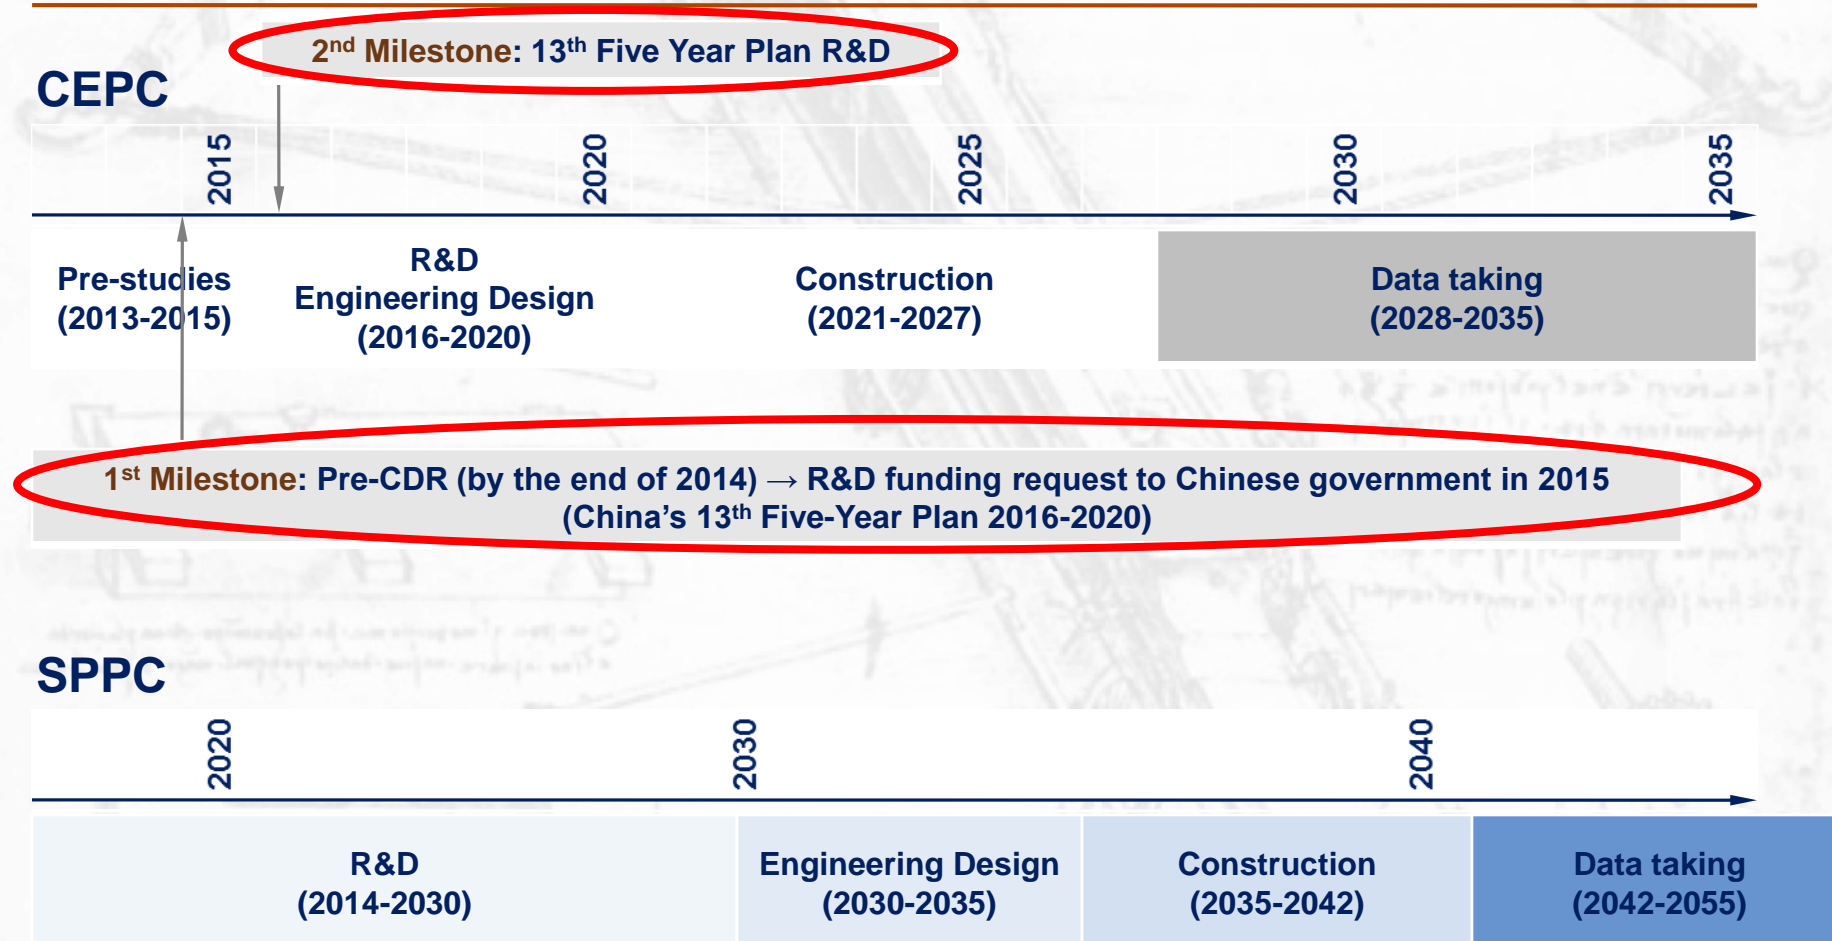 2nd Milestone: 13th Five Year Plan R&D
CEPC
2015
2020
2025
2030
2035
Pre-studies
(2013-2015)
R&D
Engineering Design
(2016-2020)
Construction
(2021-2027)
Data taking
(2028-2035)
1st Milestone: Pre-CDR (by the end of 2014) → R&D funding request to Chinese government in 2015
(China’s 13th Five-Year Plan 2016-2020)
SPPC
2020
2030
2040
R&D
(2014-2030)
Engineering Design
(2030-2035)
Construction
(2035-2042)
Data taking
(2042-2055)